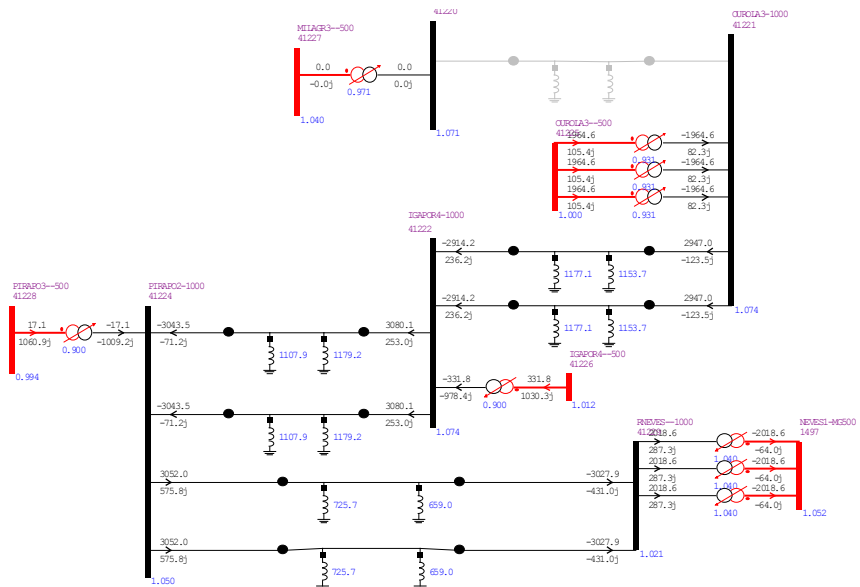 41220
OUROLA3-1000
41221
MILAGR3--500
41227
0.0
-0.0j
0.971
0.0
0.0j
1.040
1.071
OUROLA3--500
1964.6
105.4j
0.931
-1964.6
82.3j
1964.6
105.4j
0.931
-1964.6
82.3j
1964.6
105.4j
0.931
-1964.6
82.3j
1.000
IGAPOR4-1000
41222
-2914.2
236.2j
1177.1
1153.7
2947.0
-123.5j
-2914.2
236.2j
1177.1
1153.7
2947.0
-123.5j
1.074
PIRAPO3--500
41228
PIRAPO2-1000
41224
17.1
1060.9j
0.900
-17.1
-1009.2j
0.994
-3043.5
-71.2j
1107.9
1179.2
3080.1
253.0j
IGAPOR4--500
41226
-331.8
-978.4j
0.900
331.8
1030.3j
1.012
-3043.5
-71.2j
1107.9
1179.2
3080.1
253.0j
1.074
RNEVES--1000
NEVES1-MG500
1497
2018.6
287.3j
1.040
-2018.6
-64.0j
2018.6
287.3j
1.040
-2018.6
-64.0j
2018.6
287.3j
1.040
-2018.6
-64.0j
1.052
3052.0
575.8j
725.7
659.0
-3027.9
-431.0j
3052.0
575.8j
725.7
659.0
-3027.9
-431.0j
1.021
1.050